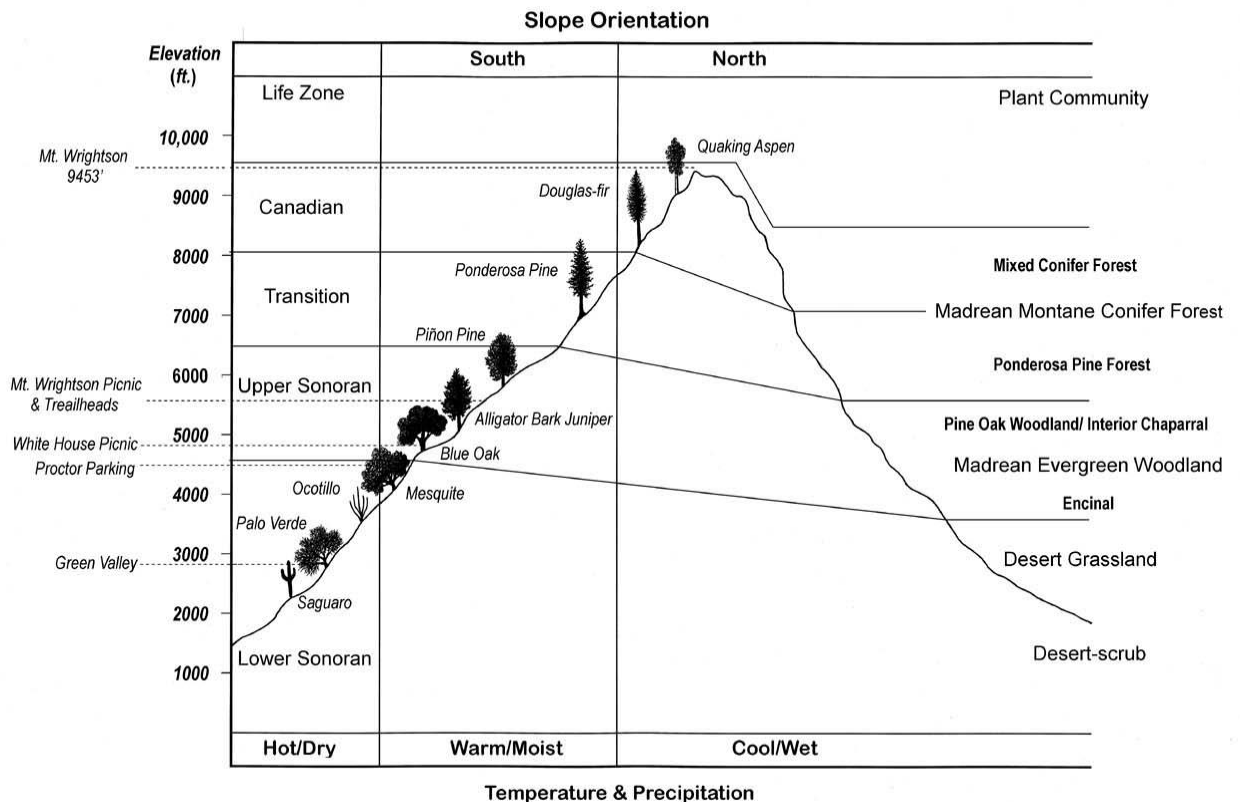 Slope Orientation
Elevation
(ft.)
South
North
Life Zone
Plant Community
10,000
Quaking Aspen
Mt. Wrightson
9453'
9000
Douglas-fir
Canadian
8000
Mixed Conifer Forest
Ponderosa Pine
Transition
7000
Madrean Montane Conifer Forest
Piñon Pine
Ponderosa Pine Forest
6000
Upper Sonoran
Mt. Wrightson Picnic
& Treailheads
Alligator Bark Juniper
Pine Oak Woodland/ Interior Chaparral
5000
White House Picnic
Blue Oak
Proctor Parking
Madrean Evergreen Woodland
Ocotillo
4000
Mesquite
Encinal
Palo Verde
3000
Green Valley
Desert Grassland
Saguaro
2000
Lower Sonoran
Desert-scrub
1000
Hot/Dry
Warm/Moist
Cool/Wet
Temperature & Precipitation